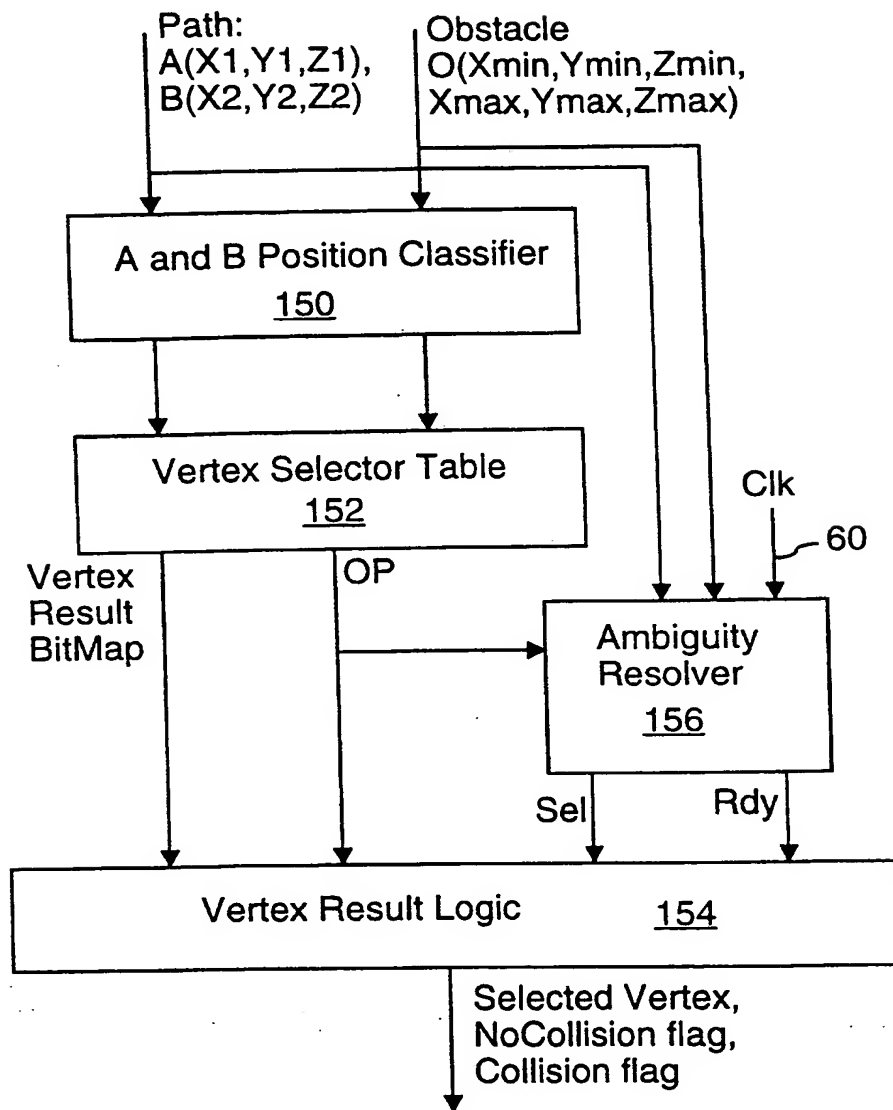 Path:
A(X1,Y1,Z1),
B(X2,Y2,Z2)
Obstacle
O(Xmin,Ymin,Zmin,
Xmax,Ymax,Zmax)
A and B Position Classifier
150
Vertex Selector Table
152
Clk
60
Vertex
Result
BitMap
OP
Ambiguity
Resolver
156
Sel
Rdy
Vertex Result Logic 154
Selected Vertex,
NoCollision flag,
Collision flag